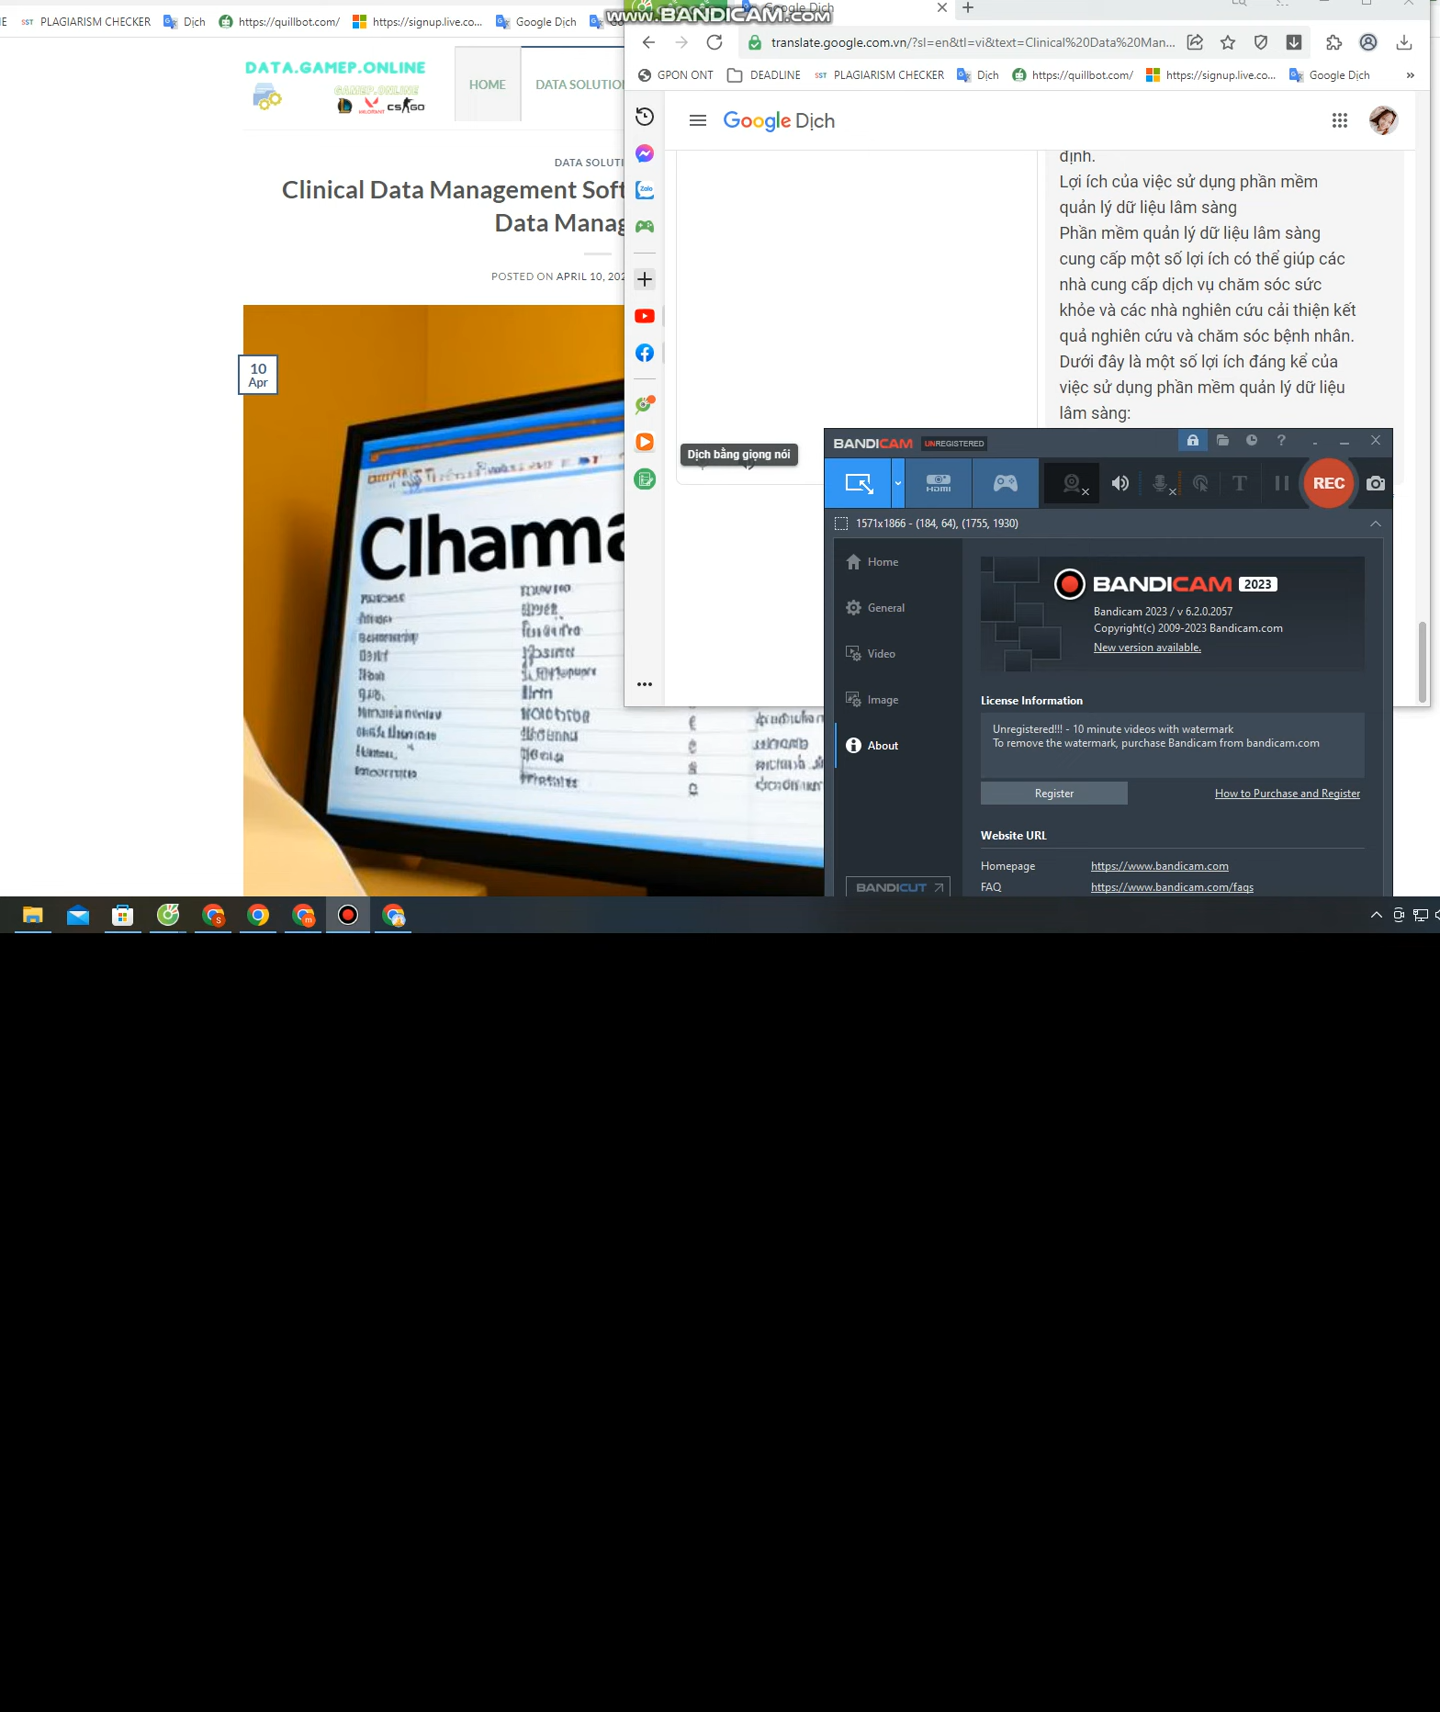 www.BANDICAM.com
PLAGIARISM CHECKER
Dịch
https://quillbot.com/
https://signup.live.co...
Google Dịch
DATA.GAMEP.ONLINE
GAMEP.ONLINE
VALORANT
CS GO
HOME
DATA SOLUTION
DATA SOLUTI
Clinical Data Management Soft
Data Manag
POSTED ON APRIL 10, 202
10
Apr
Clhamma
Google Dịch
translate.google.com.vn/?sl=en&tl=vi&text=Clinical%20Data%20Man...
GPON ONT
DEADLINE
SST PLAGIARISM CHECKER
Dịch
https://quillbot.com/
https://signup.live.co...
Google Dịch
»
Google Dịch
Zalo
định.
Lợi ích của việc sử dụng phần mềm
quản lý dữ liệu lâm sàng
Phần mềm quản lý dữ liệu lâm sàng
cung cấp một số lợi ích có thể giúp các
nhà cung cấp dịch vụ chăm sóc sức
khỏe và các nhà nghiên cứu cải thiện kết
quả nghiên cứu và chăm sóc bệnh nhân.
Dưới đây là một số lợi ích đáng kể của
việc sử dụng phần mềm quản lý dữ liệu
lâm sàng:
Dịch bằng giọng nói
BANDICAM UNREGISTERED
HDMI
REC
1571x1866 - (184, 64), (1755, 1930)
Home
General
Video
Image
About
BANDICUT
BANDICAM 2023
Bandicam 2023 / v 6.2.0.2057
Copyright(c) 2009-2023 Bandicam.com
New version available.
License Information
Unregistered!!! - 10 minute videos with watermark
To remove the watermark, purchase Bandicam from bandicam.com
Register
How to Purchase and Register
Website URL
Homepage https://www.bandicam.com
FAQ https://www.bandicam.com/faqs